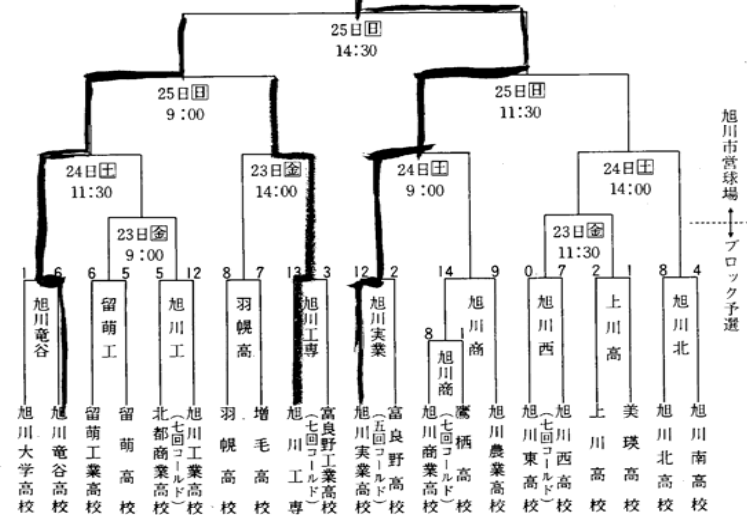 25日日
14:30
25日日
9:00
25日日
11:30
24日土
11:30
23日金
14:00
24日土
9:00
24日土
14:00
23日金
9:00
23日金
11:30
旭川市営球場
ブロック予選
1 6 6 5 5 12 8 7 13 3 12 2 14 9 0 7 2 1 8 4
旭川竜谷
留萌工
旭川工
羽幌高
旭川工専
旭川実業
旭川商
旭川西
上川高
旭川北
8 1
旭川商
旭川大学高校
旭川竜谷高校
留萌工業高校
留萌高校
北都商業高校
(七回コールド)
旭川工業高校
羽幌高校
増毛高校
旭川工専
(七回コールド)
富良野工業高校
旭川実業高校
(五回コールド)
富良野高校
旭川商業高校
(七回コールド)
鷹栖高校
旭川農業高校
旭川東高校
(七回コールド)
旭川西高校
上川高校
美瑛高校
旭川北高校
旭川南高校